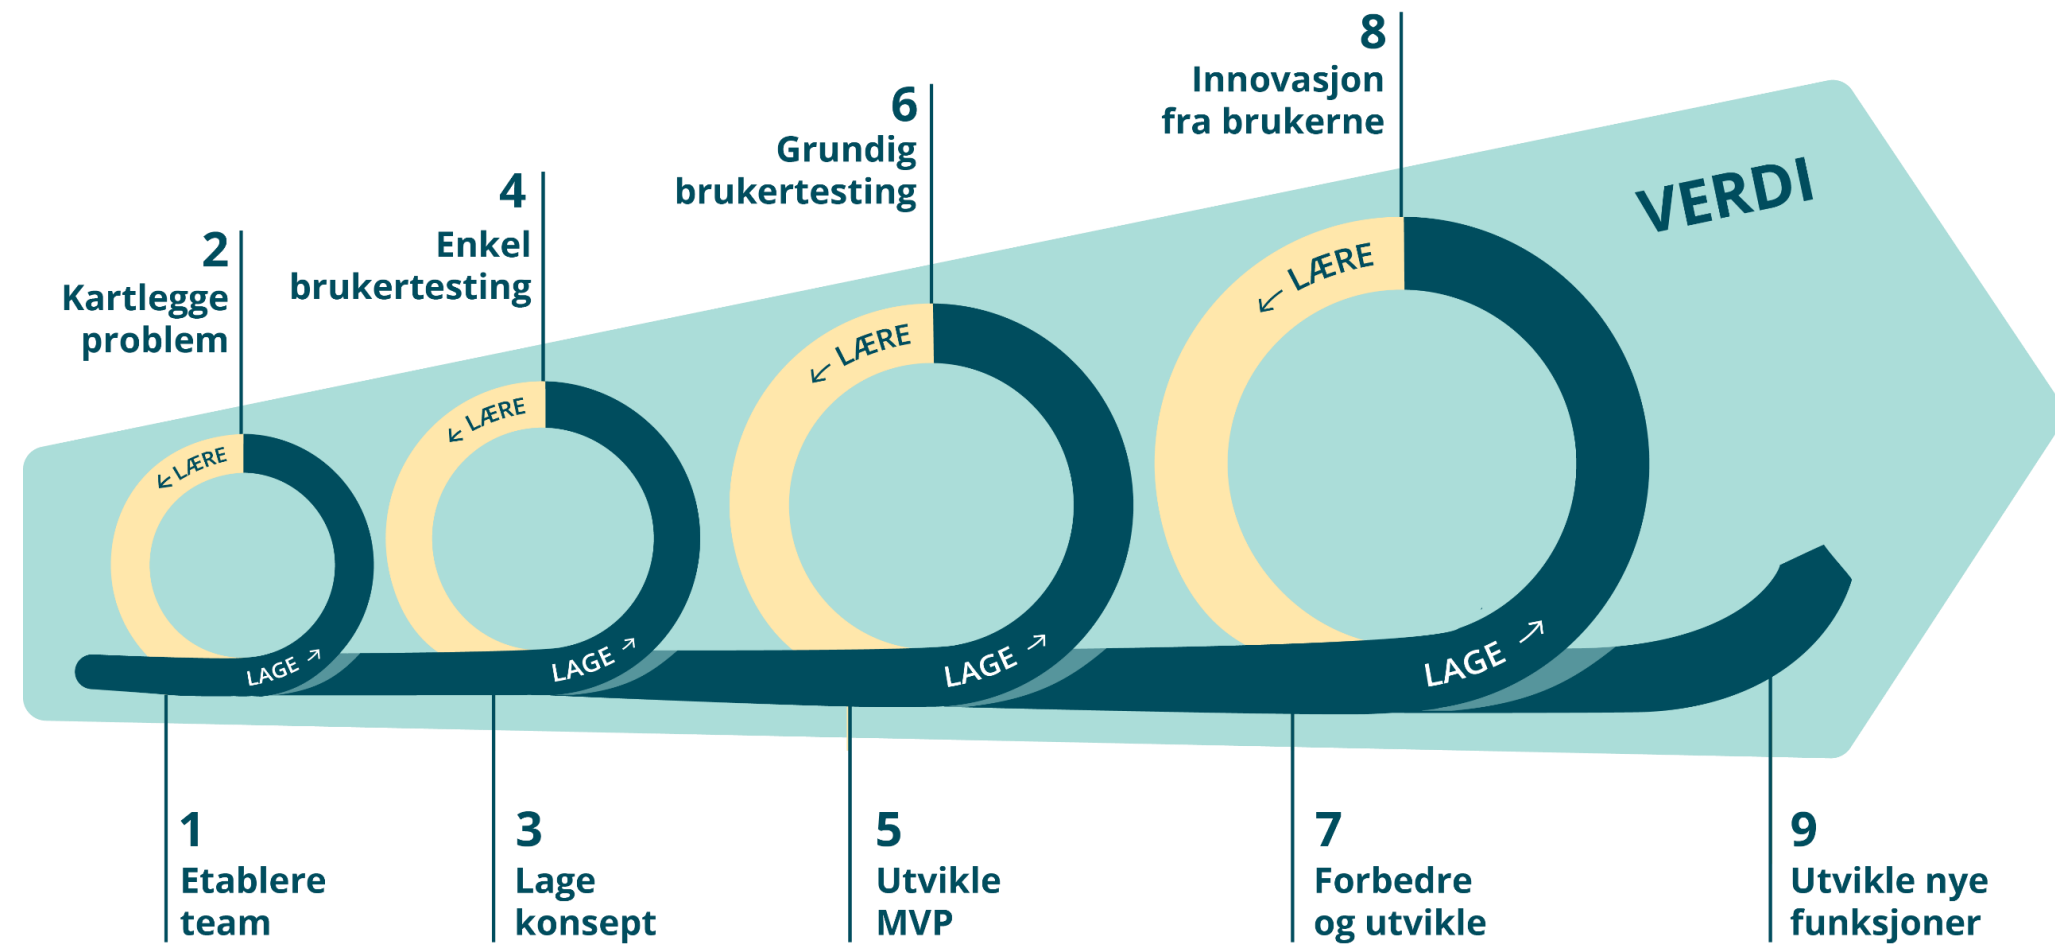 2
Kartlegge
problem
4
Enkel
brukertesting
6
Grundig
brukertesting
8
Innovasjon
fra brukerne
VERDI
← LÆRE
← LÆRE
← LÆRE
← LÆRE
LAGE →
LAGE →
LAGE →
LAGE →
1
Etablere
team
3
Lage
konsept
5
Utvikle
MVP
7
Forbedre
og utvikle
9
Utvikle nye
funksjoner